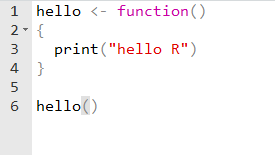 1 hello <- function()
2 {
3   print("hello R")
4 }
5
6 hello()